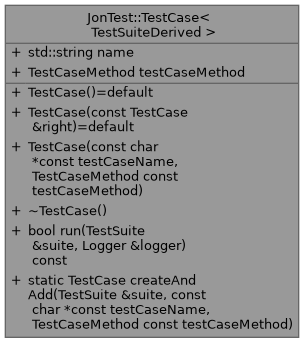 JonTest::TestCase<
TestSuiteDerived >
+ std::string name
+ TestCaseMethod testCaseMethod
+ TestCase()=default
+ TestCase(const TestCase
&right)=default
+ TestCase(const char
*const testCaseName,
TestCaseMethod const
testCaseMethod)
+ ~TestCase()
+ bool run(TestSuite
&suite, Logger &logger)
const
+ static TestCase createAnd
Add(TestSuite &suite, const
char *const testCaseName,
TestCaseMethod const testCaseMethod)